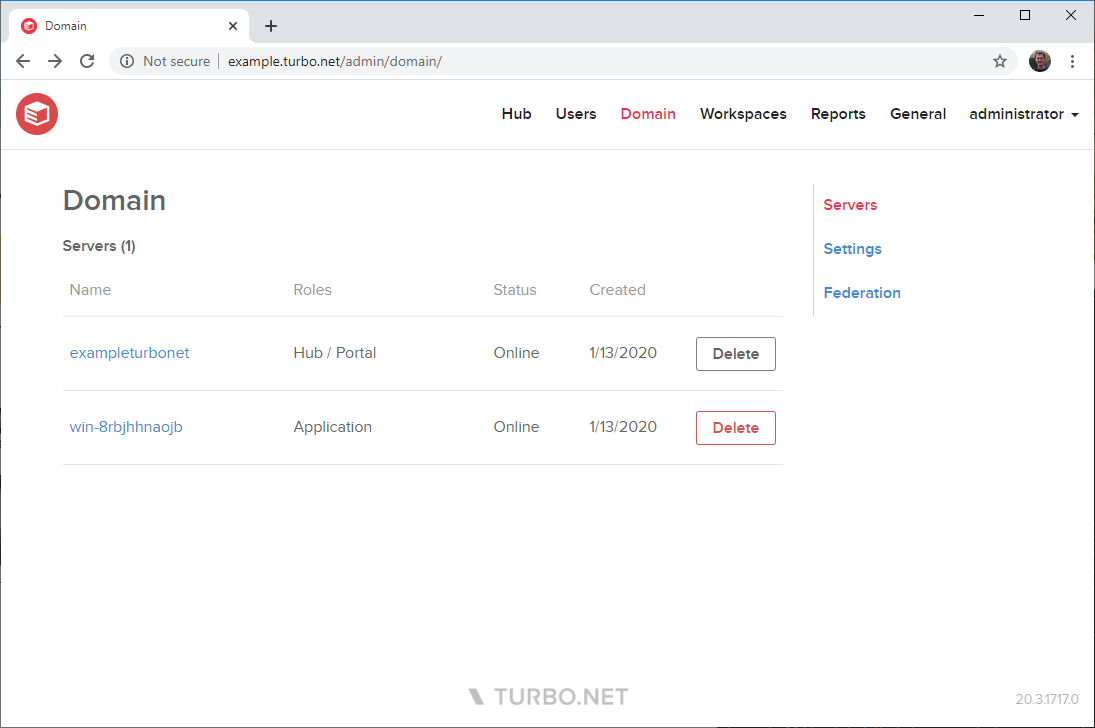 Domain
Not secure example.turbo.net/admin/domain/
Hub Users Domain Workspaces Reports General administrator
Domain
Servers (1)
Name Roles Status Created
exampleturbonet Hub / Portal Online 1/13/2020 Delete
win-8rbjhhnaojb Application Online 1/13/2020 Delete
Servers
Settings
Federation
TURBO.NET
20.3.1717.0